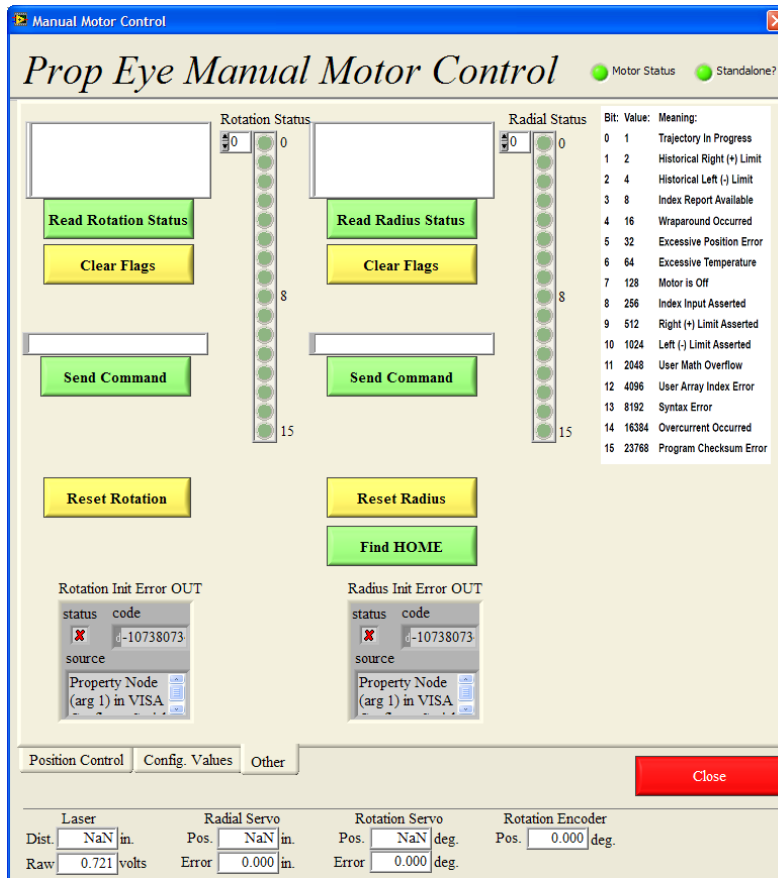 Manual Motor Control
Prop Eye Manual Motor Control
Motor Status
Standalone?
Rotation Status
0
0
8
15
Read Rotation Status
Clear Flags
Send Command
Reset Rotation
Radial Status
0
0
8
15
Read Radius Status
Clear Flags
Send Command
Reset Radius
Find HOME
Bit: Value: Meaning:
0 1 Trajectory In Progress
1 2 Historical Right (+) Limit
2 4 Historical Left (-) Limit
3 8 Index Report Available
4 16 Wraparound Occurred
5 32 Excessive Position Error
6 64 Excessive Temperature
7 128 Motor is Off
8 256 Index Input Asserted
9 512 Right (+) Limit Asserted
10 1024 Left (-) Limit Asserted
11 2048 User Math Overflow
12 4096 User Array Index Error
13 8192 Syntax Error
14 16384 Overcurrent Occurred
15 23768 Program Checksum Error
Rotation Init Error OUT
status code
d -10738073
source
Property Node
(arg 1) in VISA
Radius Init Error OUT
status code
d -10738073
source
Property Node
(arg 1) in VISA
Position Control
Config. Values
Other
Close
Laser
Dist. NaN in.
Raw 0.721 volts
Radial Servo
Pos. NaN in.
Error 0.000 in.
Rotation Servo
Pos. NaN deg.
Error 0.000 deg.
Rotation Encoder
Pos. 0.000 deg.